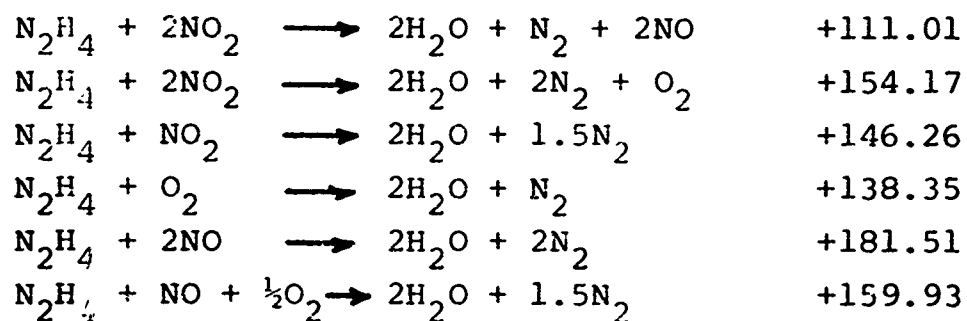 N₂H₄ + 2NO₂ ⟶ 2H₂O + N₂ + 2NO +111.01
N₂H₄ + 2NO₂ ⟶ 2H₂O + 2N₂ + O₂ +154.17
N₂H₄ + NO₂ ⟶ 2H₂O + 1.5N₂ +146.26
N₂H₄ + O₂ ⟶ 2H₂O + N₂ +138.35
N₂H₄ + 2NO ⟶ 2H₂O + 2N₂ +181.51
N₂H₄ + NO + ½O₂ ⟶ 2H₂O + 1.5N₂ +159.93